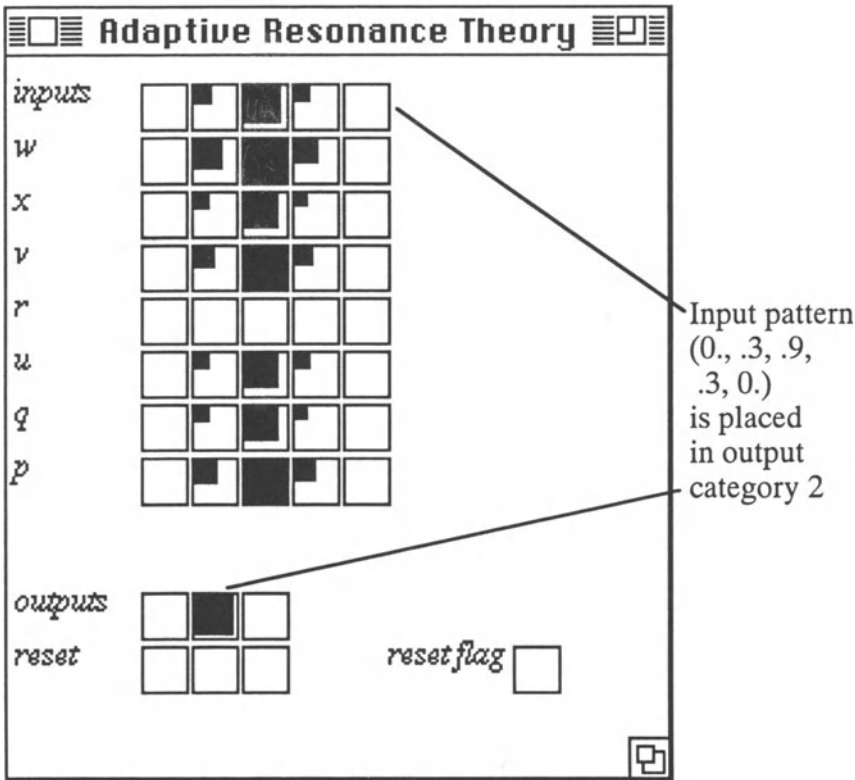 Adaptive Resonance Theory
inputs
w
x
v
r
u
q
p
Input pattern
(0., .3, .9,
.3, 0.)
is placed
in output
category 2
outputs
reset
reset flag